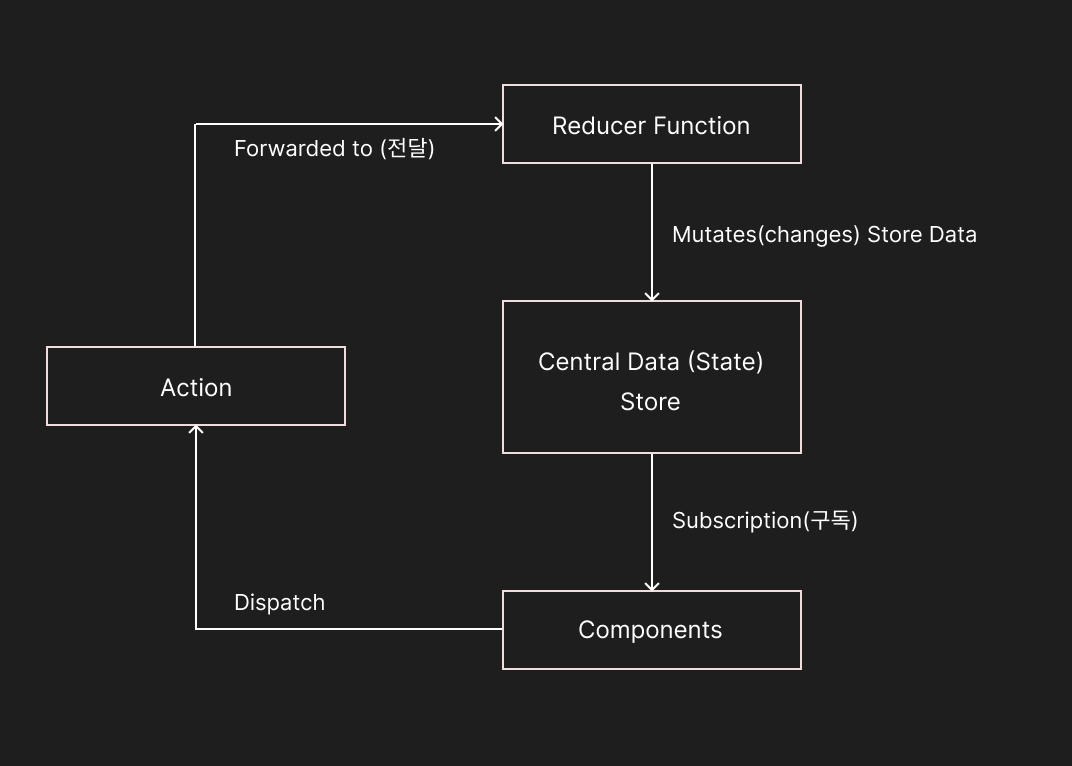 Reducer Function
Forwarded to (전달)
Mutates(changes) Store Data
Central Data (State)
Store
Action
Subscription(구독)
Dispatch
Components